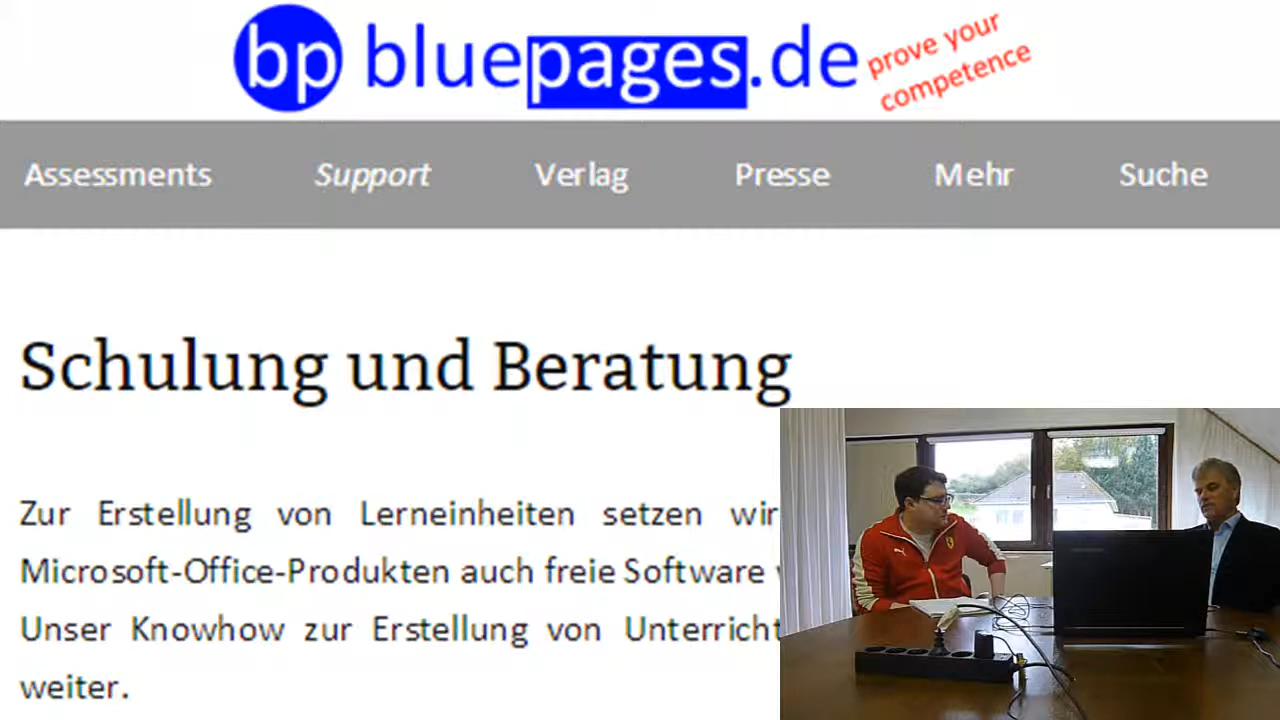 bp bluepages.de prove your
competence
Assessments Support Verlag Presse Mehr Suche
Schulung und Beratung
Zur Erstellung von Lerneinheiten setzen wir
Microsoft-Office-Produkten auch freie Software
Unser Knowhow zur Erstellung von Unterricht
weiter.